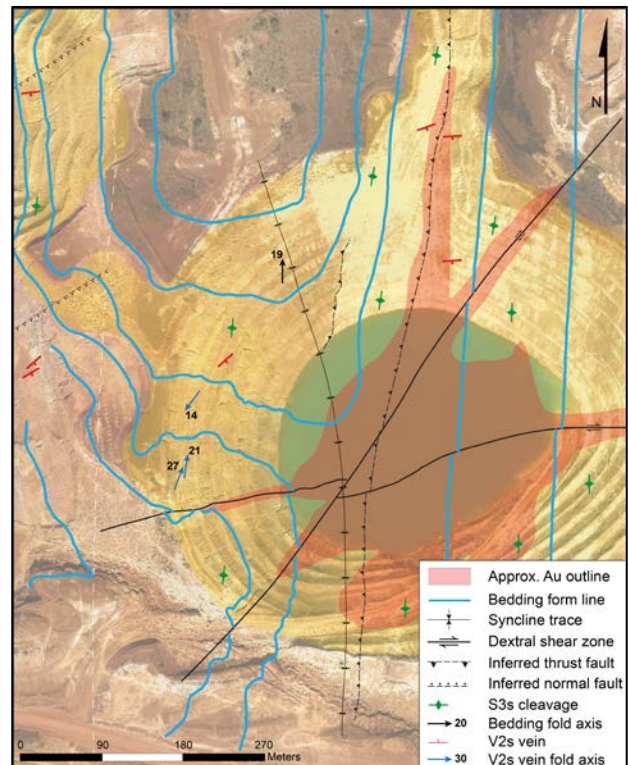 N
19
14
21
27
Approx. Au outline
Bedding form line
Syncline trace
Dextral shear zone
Inferred thrust fault
Inferred normal fault
S3s cleavage
20 Bedding fold axis
V2s vein
30 V2s vein fold axis
0 90 180 270
Meters